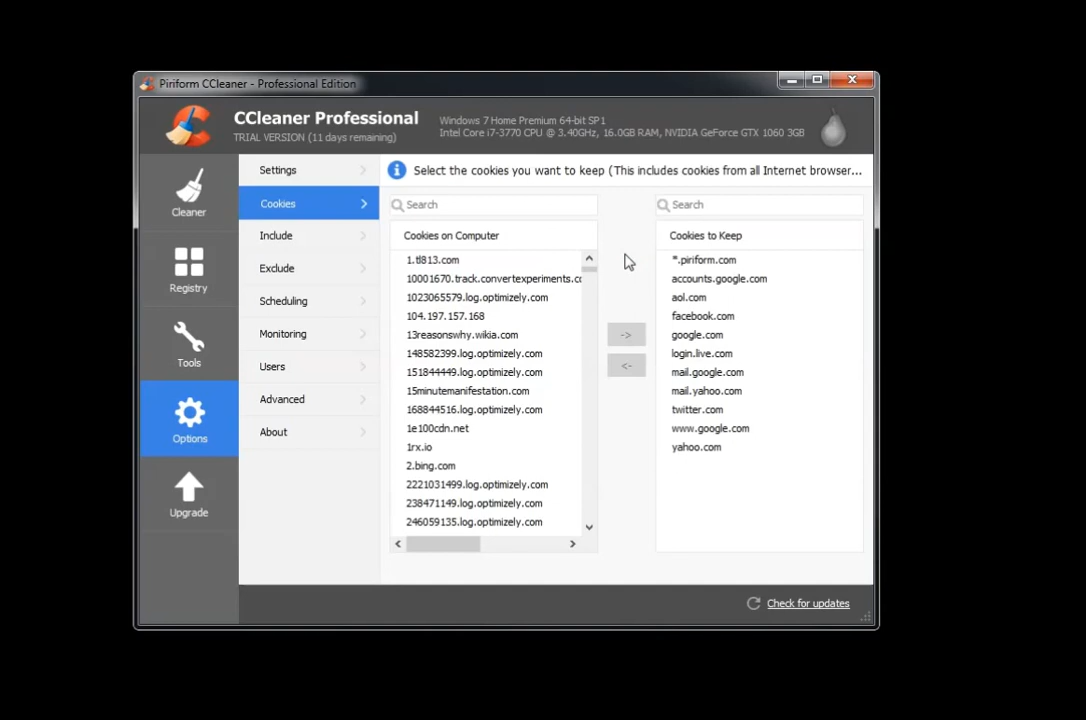 Piriform CCleaner - Professional Edition
CCleaner Professional
TRIAL VERSION (11 days remaining)
Windows 7 Home Premium 64-bit SP1
Intel Core i7-3770 CPU @ 3.40GHz, 16.0GB RAM, NVIDIA GeForce GTX 1060 3GB
Cleaner
Registry
Tools
Options
Upgrade
Settings
Cookies
Include
Exclude
Scheduling
Monitoring
Users
Advanced
About
Select the cookies you want to keep (This includes cookies from all Internet browser...
Search
Cookies on Computer
1.tl813.com
10001670.track.convertexperiments.co
1023065579.log.optimizely.com
104.197.157.168
13reasonswhy.wikia.com
148582399.log.optimizely.com
151844449.log.optimizely.com
15minutemanifestation.com
168844516.log.optimizely.com
1e100cdn.net
1rx.io
2.bing.com
2221031499.log.optimizely.com
238471149.log.optimizely.com
246059135.log.optimizely.com
->
<-
Search
Cookies to Keep
*.piriform.com
accounts.google.com
aol.com
facebook.com
google.com
login.live.com
mail.google.com
mail.yahoo.com
twitter.com
www.google.com
yahoo.com
Check for updates